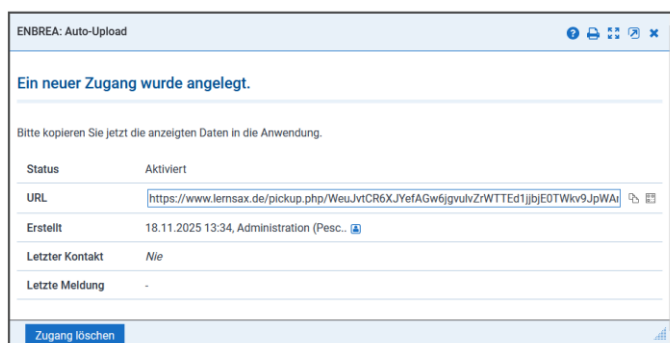 ENBREA: Auto-Upload
Ein neuer Zugang wurde angelegt.
Bitte kopieren Sie jetzt die anzeigten Daten in die Anwendung.
Status Aktiviert
URL https://www.lernsax.de/pickup.php/WeuJvtCR6XJYefAGw6jgvulvZrWTTEd1jjbjE0TWkv9JpWAr
Erstellt 18.11.2025 13:34, Administration (Pesc..
Letzter Kontakt Nie
Letzte Meldung -
Zugang löschen